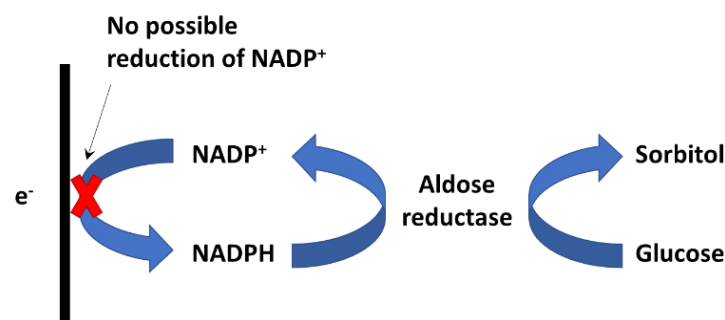 No possible
reduction of NADP⁺
NADP⁺
Sorbitol
Aldose
reductase
e⁻
NADPH
Glucose